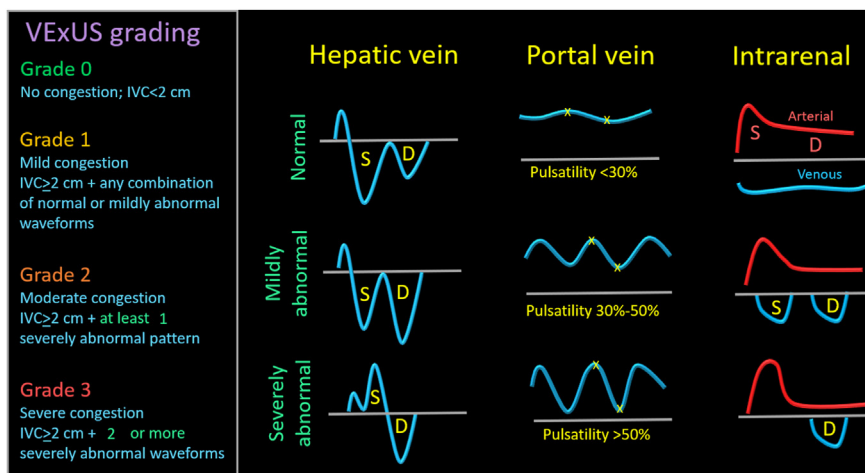 VExUS grading
Grade 0
No congestion; IVC<2 cm
Grade 1
Mild congestion
IVC≥2 cm + any combination
of normal or mildly abnormal
waveforms
Grade 2
Moderate congestion
IVC≥2 cm + at least 1
severely abnormal pattern
Grade 3
Severe congestion
IVC≥2 cm + 2 or more
severely abnormal waveforms
Hepatic vein
Portal vein
Intrarenal
Normal
S
D
x
x
Pulsatility <30%
Arterial
S
D
Venous
Mildly
abnormal
S
D
x
x
Pulsatility 30%-50%
S
D
Severely
abnormal
S
D
x
x
Pulsatility >50%
D